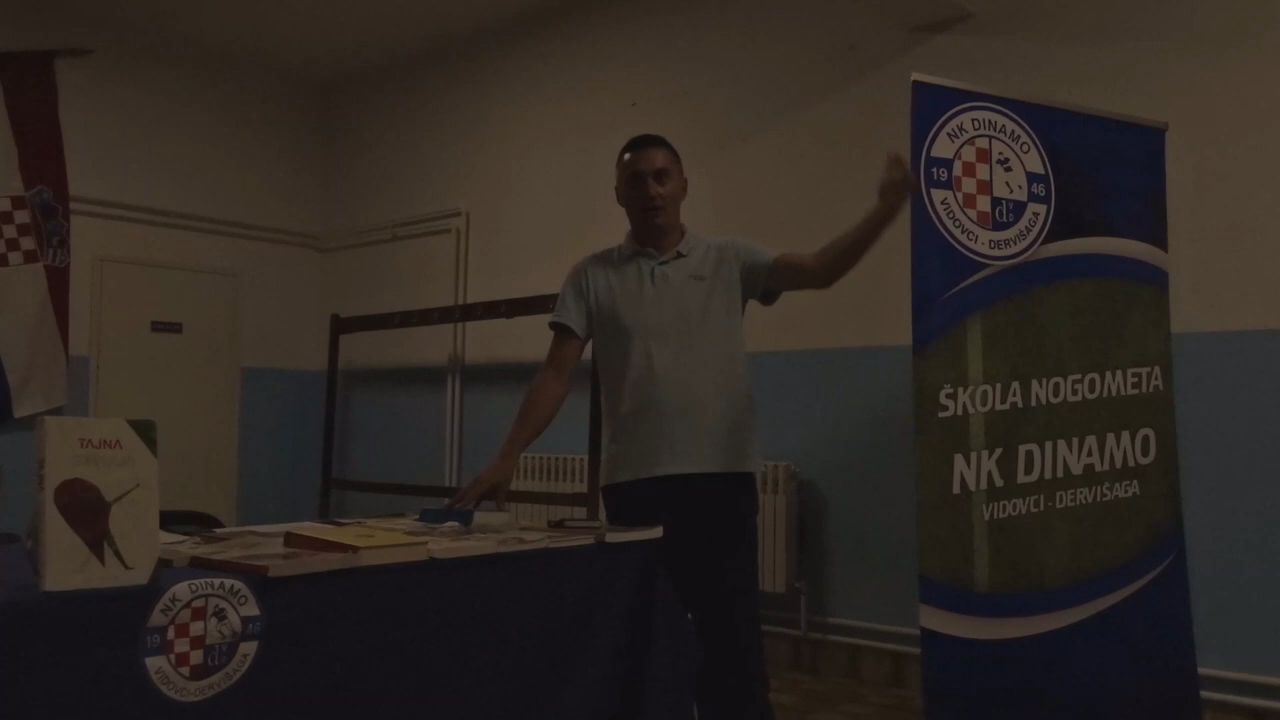 NK DINAMO
19 46
VIDOVCI - DERVIŠAGA
d V D
ŠKOLA NOGOMETA
NK DINAMO
VIDOVCI - DERVIŠAGA
TAJNA
NK DINAMO
19 46
VIDOVCI-DERVIŠAGA